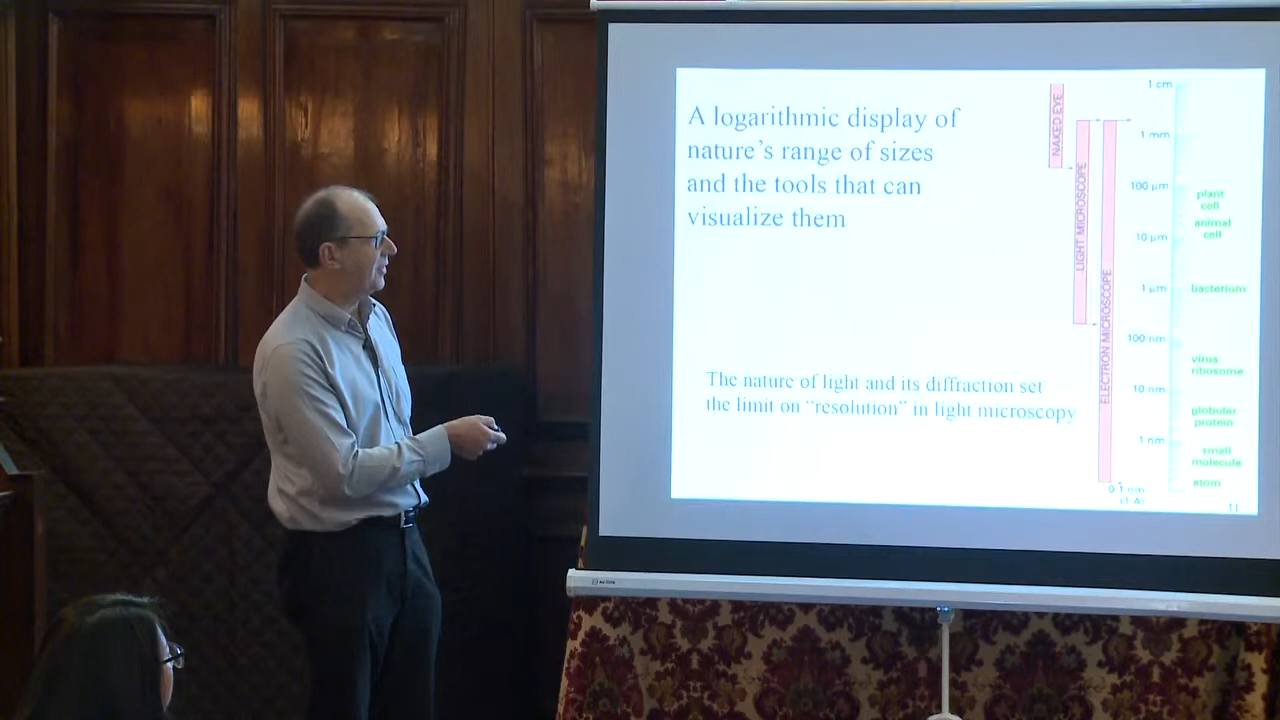 A logarithmic display of
nature's range of sizes
and the tools that can
visualize them
The nature of light and its diffraction set
the limit on "resolution" in light microscopy
NAKED EYE
LIGHT MICROSCOPE
ELECTRON MICROSCOPE
1 cm
1 mm
100 µm
10 µm
1 µm
100 nm
10 nm
1 nm
0.1 nm
(1 A)
plant
cell
animal
cell
bacterium
virus
ribosome
globular
protein
small
molecule
atom
11